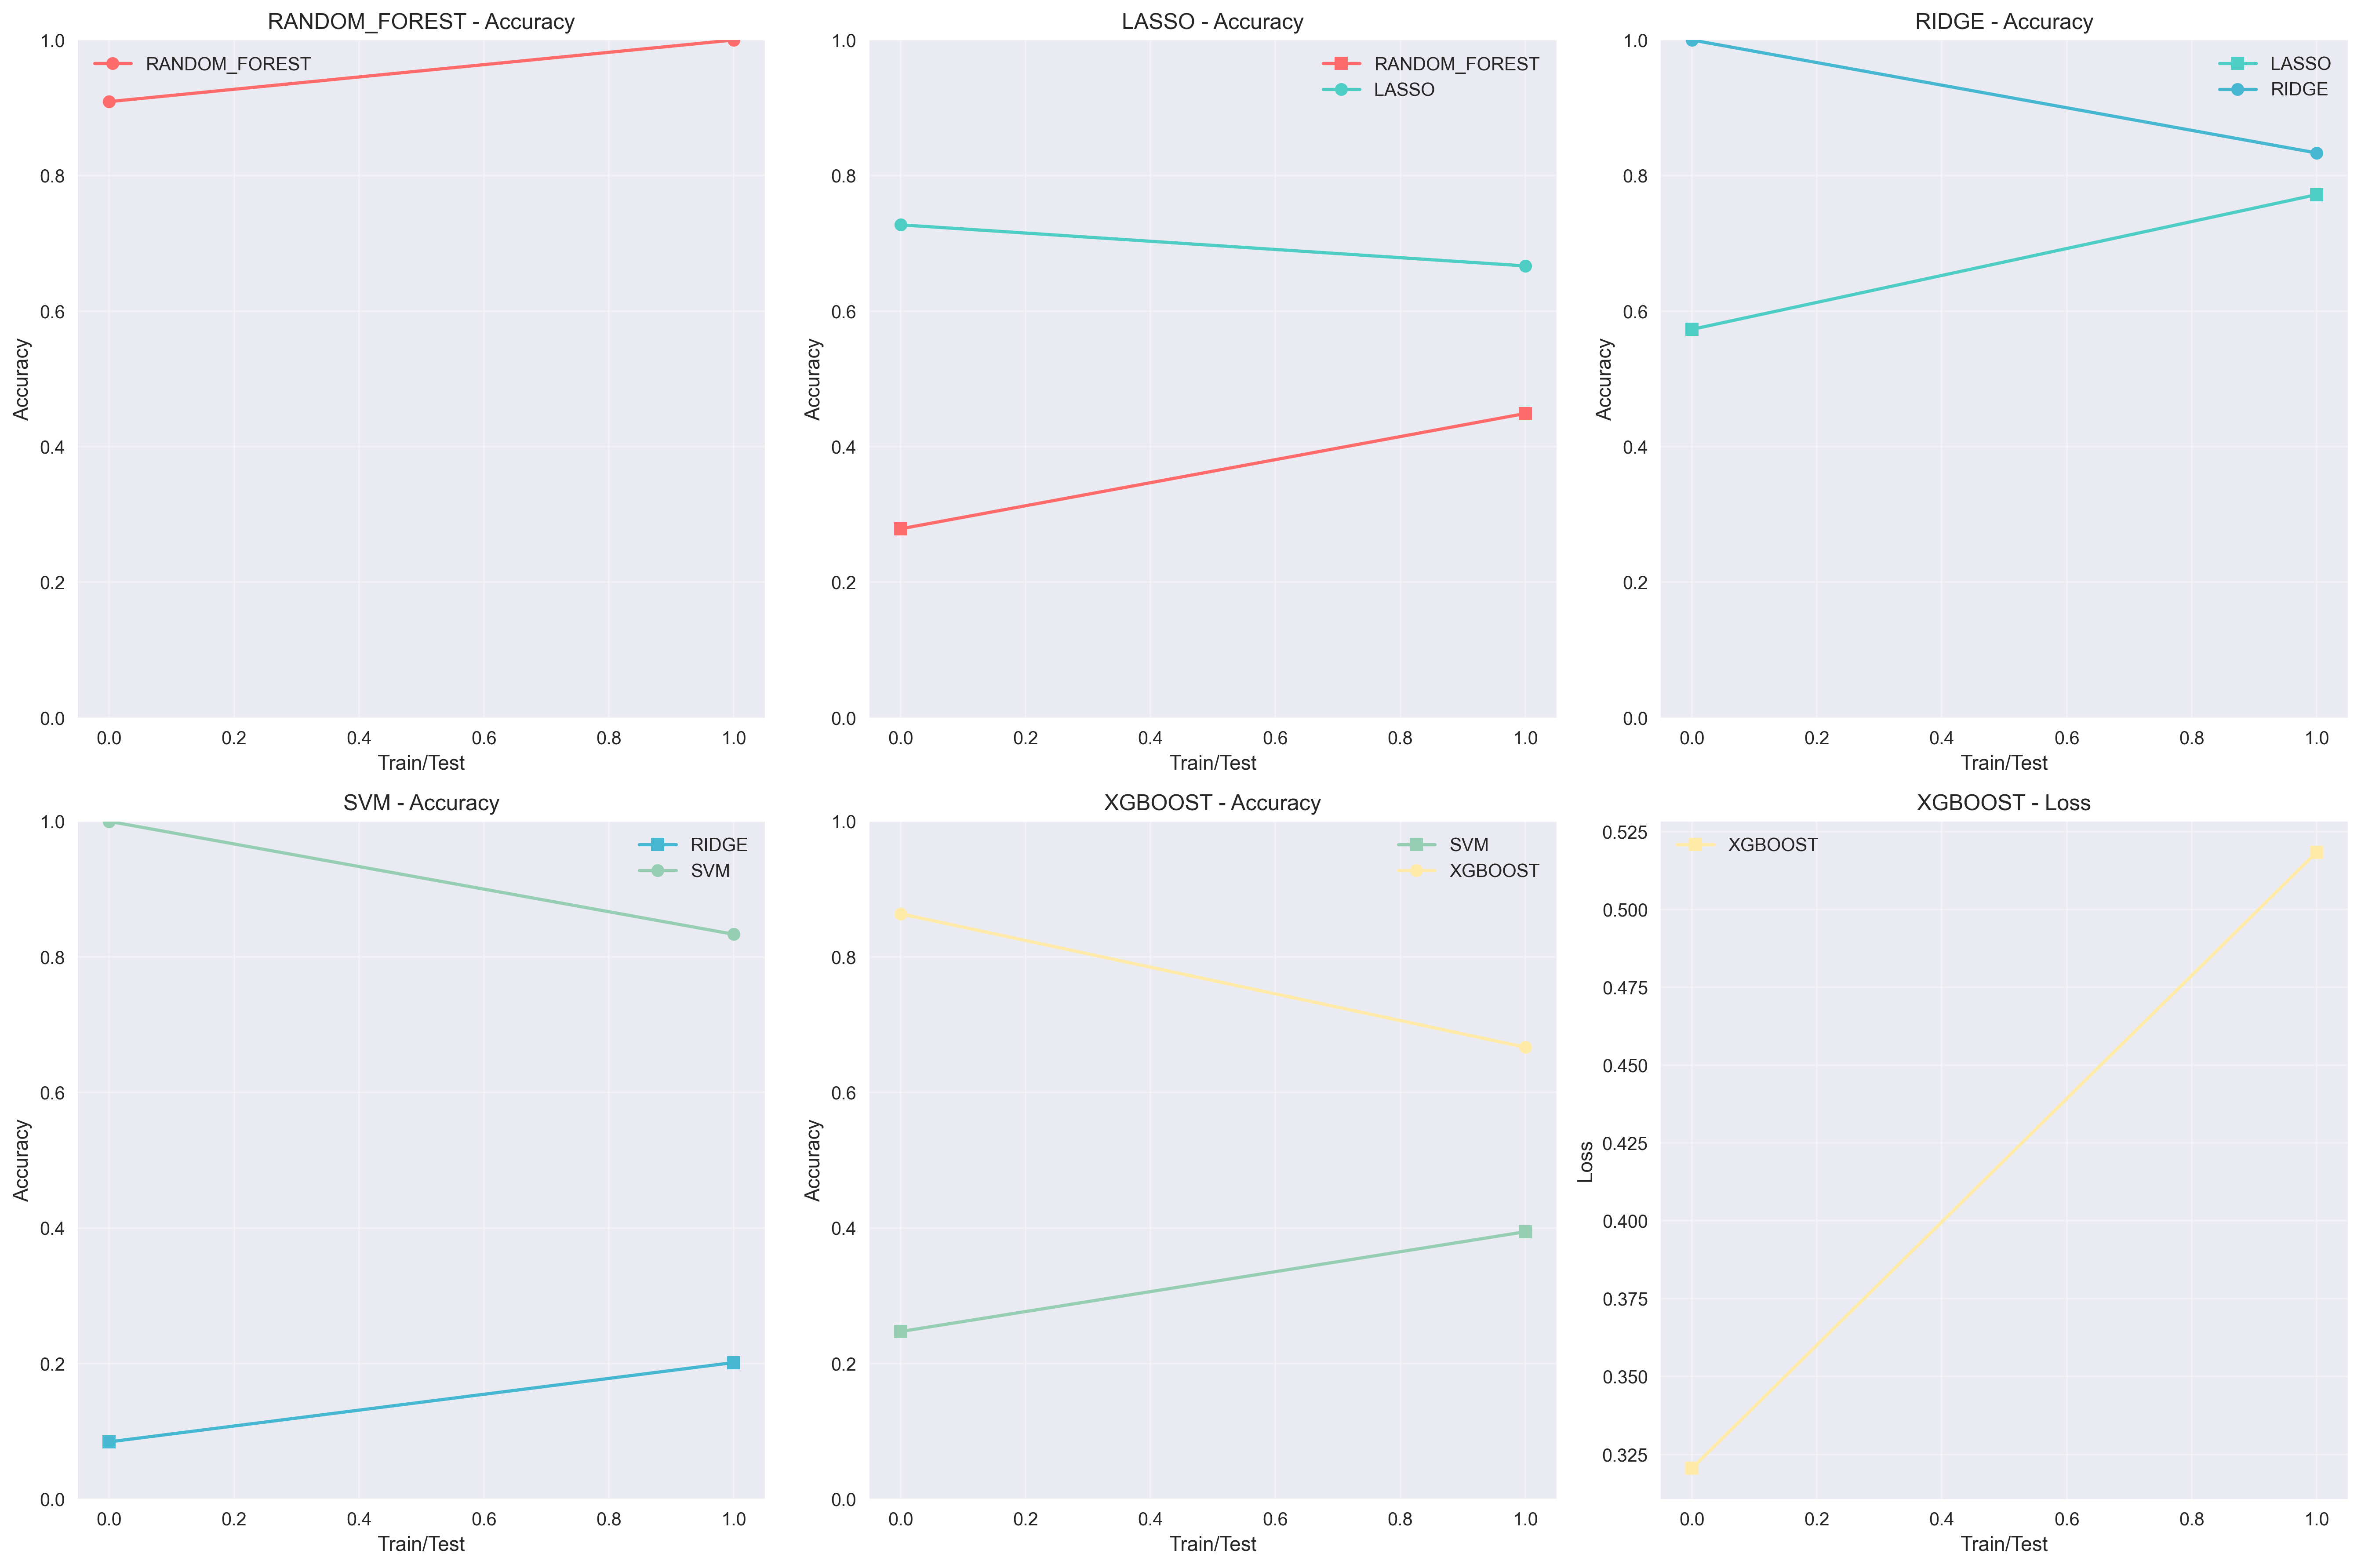 RANDOM_FOREST - Accuracy
RANDOM_FOREST
Accuracy
1.0
0.8
0.6
0.4
0.2
0.0
0.0 0.2 0.4 0.6 0.8 1.0
Train/Test
LASSO - Accuracy
RANDOM_FOREST
LASSO
Accuracy
1.0
0.8
0.6
0.4
0.2
0.0
0.0 0.2 0.4 0.6 0.8 1.0
Train/Test
RIDGE - Accuracy
LASSO
RIDGE
Accuracy
1.0
0.8
0.6
0.4
0.2
0.0
0.0 0.2 0.4 0.6 0.8 1.0
Train/Test
SVM - Accuracy
RIDGE
SVM
Accuracy
1.0
0.8
0.6
0.4
0.2
0.0
0.0 0.2 0.4 0.6 0.8 1.0
Train/Test
XGBOOST - Accuracy
SVM
XGBOOST
Accuracy
1.0
0.8
0.6
0.4
0.2
0.0
0.0 0.2 0.4 0.6 0.8 1.0
Train/Test
XGBOOST - Loss
XGBOOST
Loss
0.525
0.500
0.475
0.450
0.425
0.400
0.375
0.350
0.325
0.0 0.2 0.4 0.6 0.8 1.0
Train/Test